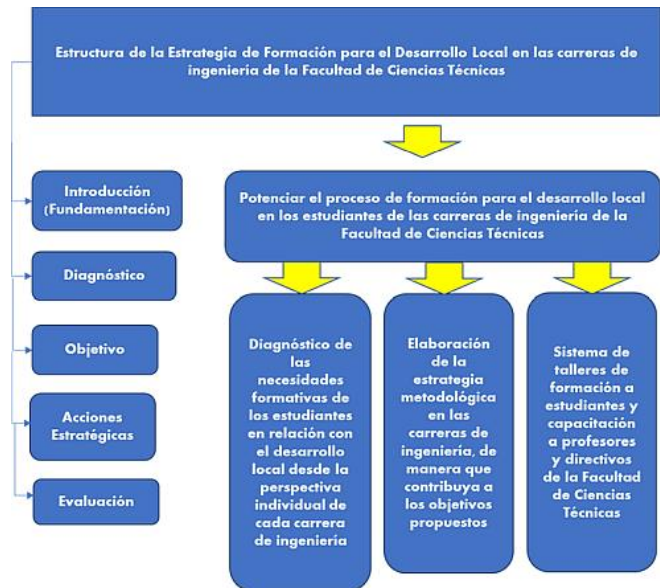 Estructura de la Estrategia de Formación para el Desarrollo Local en las carreras de
ingeniería de la Facultad de Ciencias Técnicas
Introducción
(Fundamentación)
Diagnóstico
Objetivo
Acciones
Estratégicas
Evaluación
Potenciar el proceso de formación para el desarrollo local
en los estudiantes de las carreras de ingeniería de la
Facultad de Ciencias Técnicas
Diagnóstico de
las
necesidades
formativas de
los estudiantes
en relación con
el desarrollo
local desde la
perspectiva
individual de
cada carrera
de ingeniería
Elaboración
de la
estrategia
metodológica
en las
carreras de
ingeniería, de
manera que
contribuya a
los objetivos
propuestos
Sistema de
talleres de
formación a
estudiantes y
capacitación
a profesores
y directivos
de la Facultad
de Ciencias
Técnicas